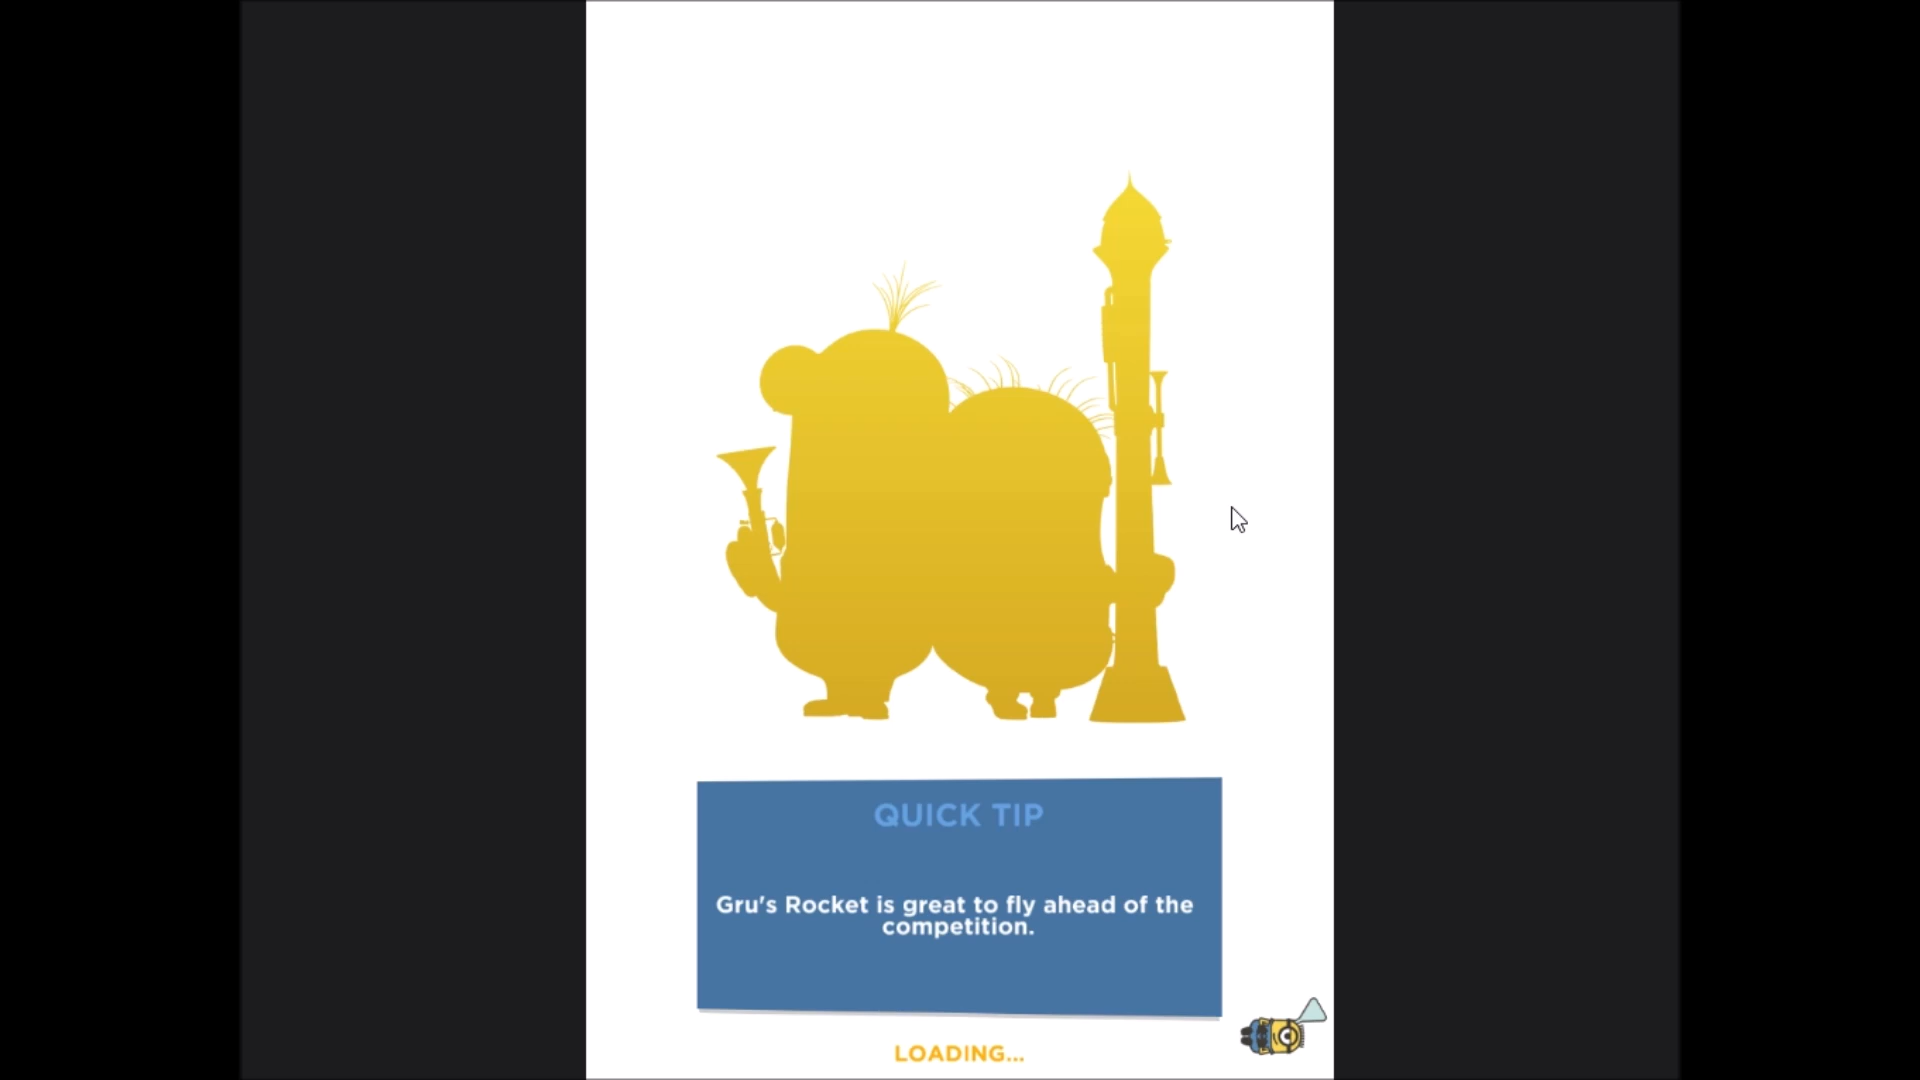 QUICK TIP
Gru's Rocket is great to fly ahead of the
competition.
LOADING...